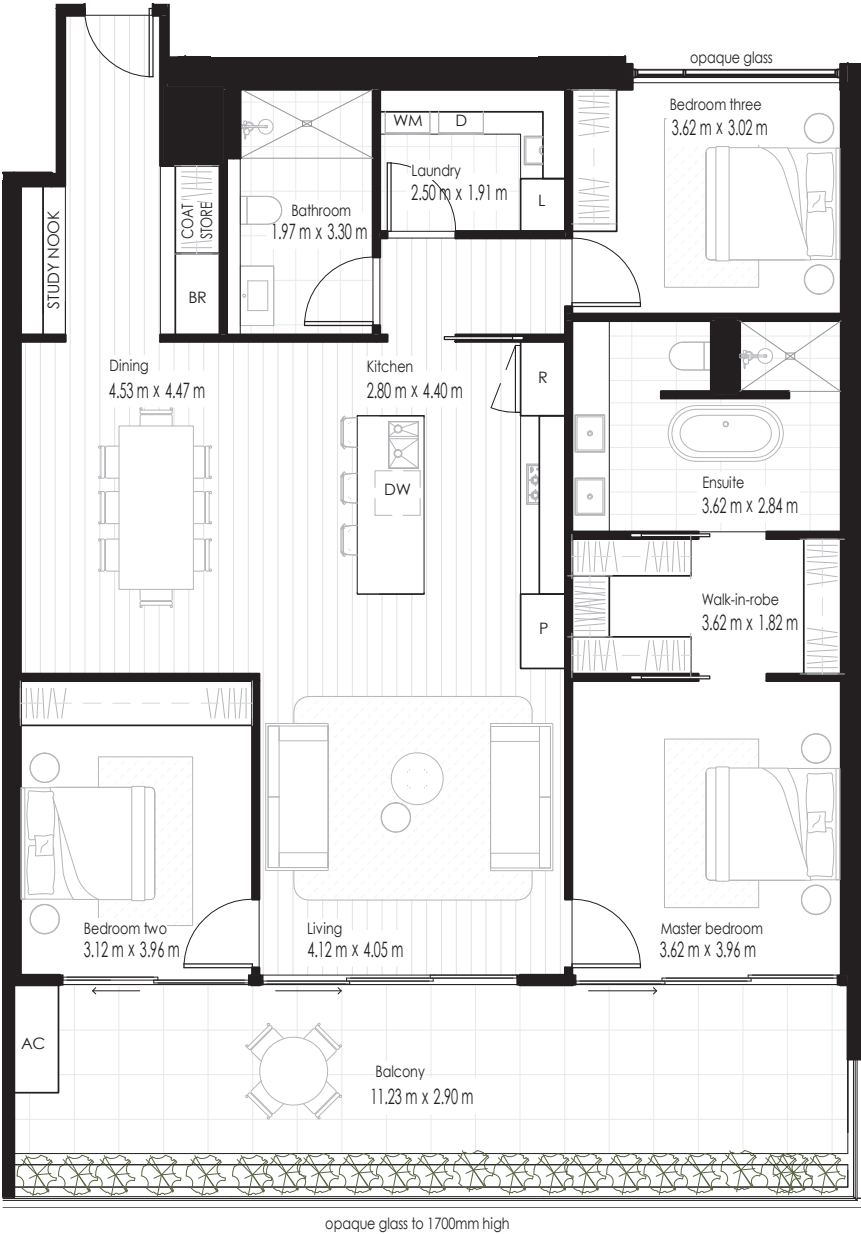 opaque glass
Bedroom three
3.62 m x 3.02 m
WM
D
Laundry
2.50 m x 1.91 m
L
Bathroom
1.97 m x 3.30 m
COAT
STORE
STUDY NOOK
BR
Dining
4.53 m x 4.47 m
Kitchen
2.80 m x 4.40 m
R
DW
Ensuite
3.62 m x 2.84 m
Walk-in-robe
3.62 m x 1.82 m
P
Bedroom two
3.12 m x 3.96 m
Living
4.12 m x 4.05 m
Master bedroom
3.62 m x 3.96 m
AC
Balcony
11.23 m x 2.90 m
opaque glass to 1700mm high